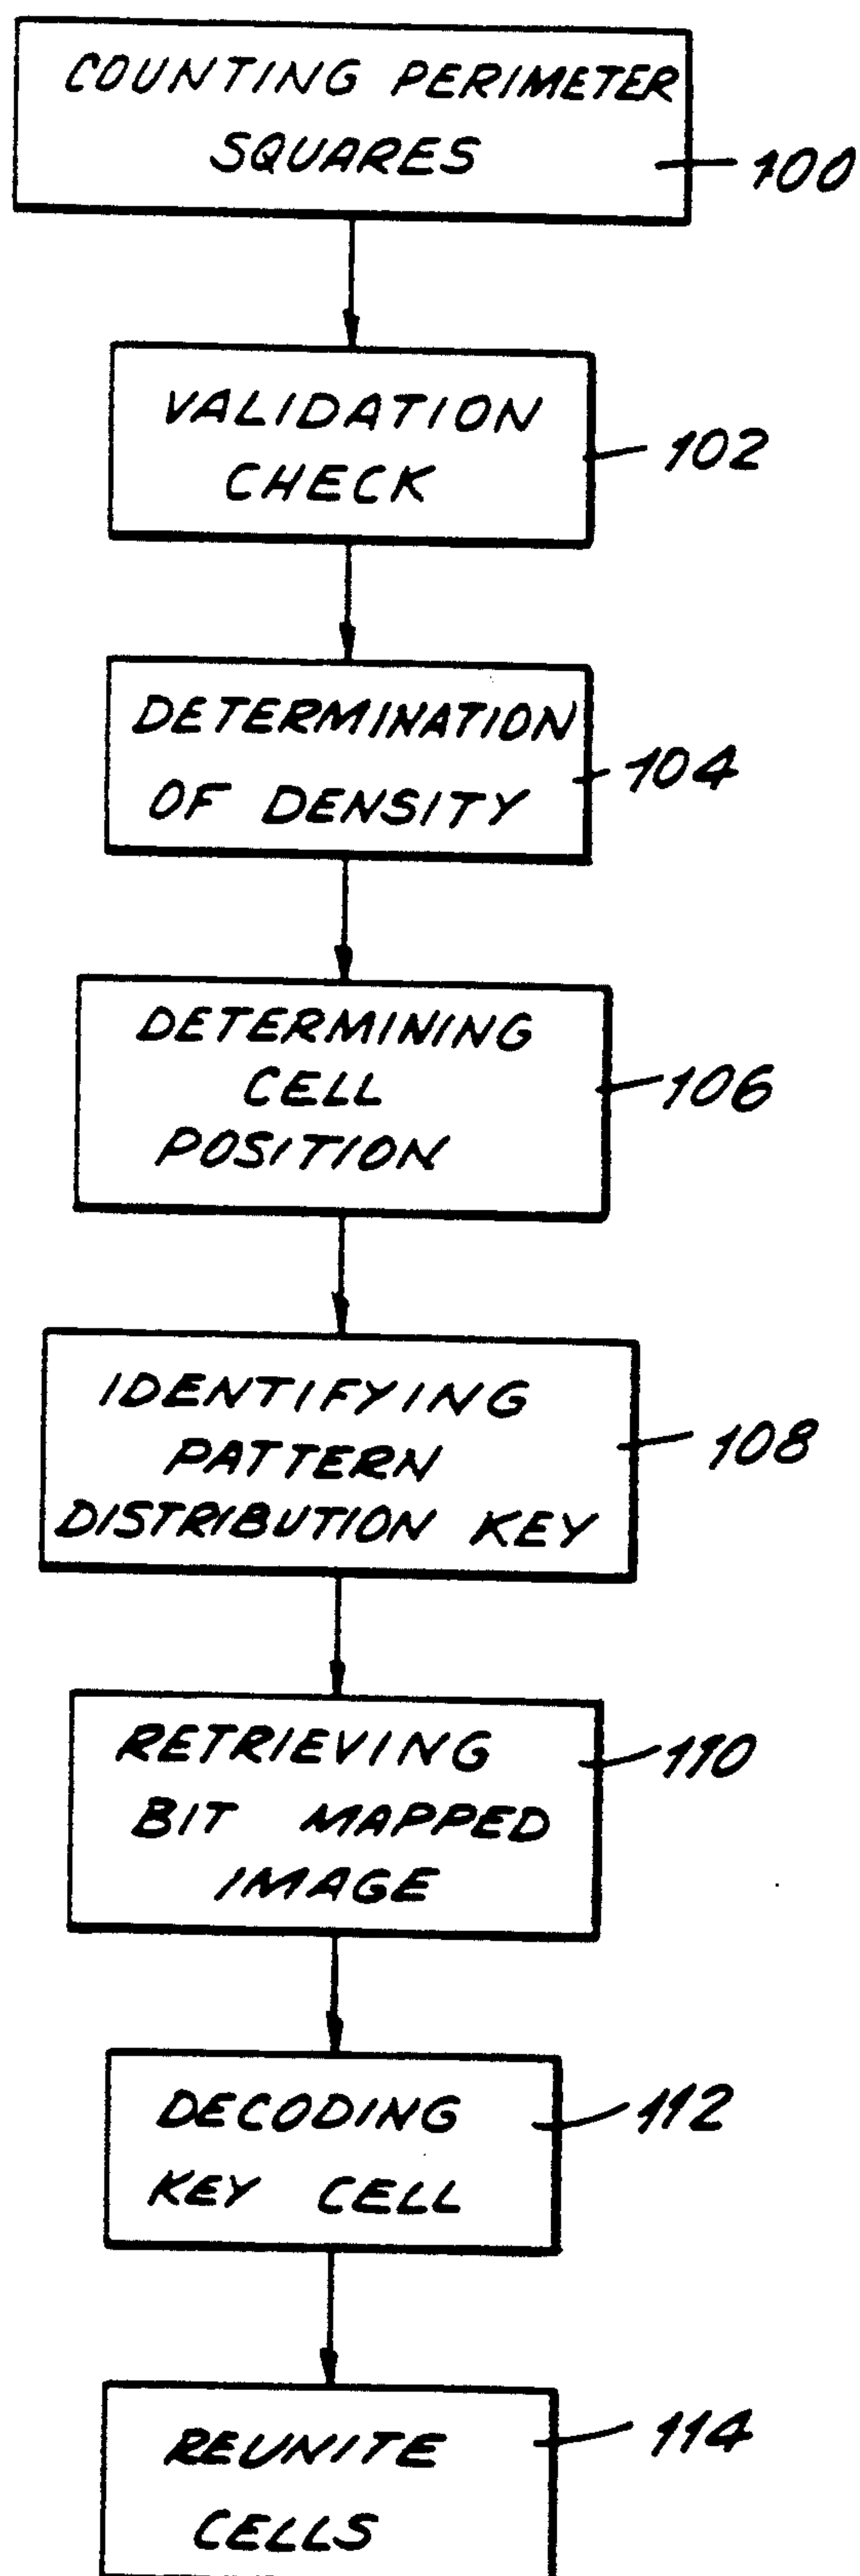 COUNTING PERIMETER
SQUARES
100
VALIDATION
CHECK
102
DETERMINATION
OF DENSITY
104
DETERMINING
CELL
POSITION
106
IDENTIFYING
PATTERN
DISTRIBUTION KEY
108
RETRIEVING
BIT MAPPED
IMAGE
110
DECODING
KEY CELL
112
REUNITE
CELLS
114